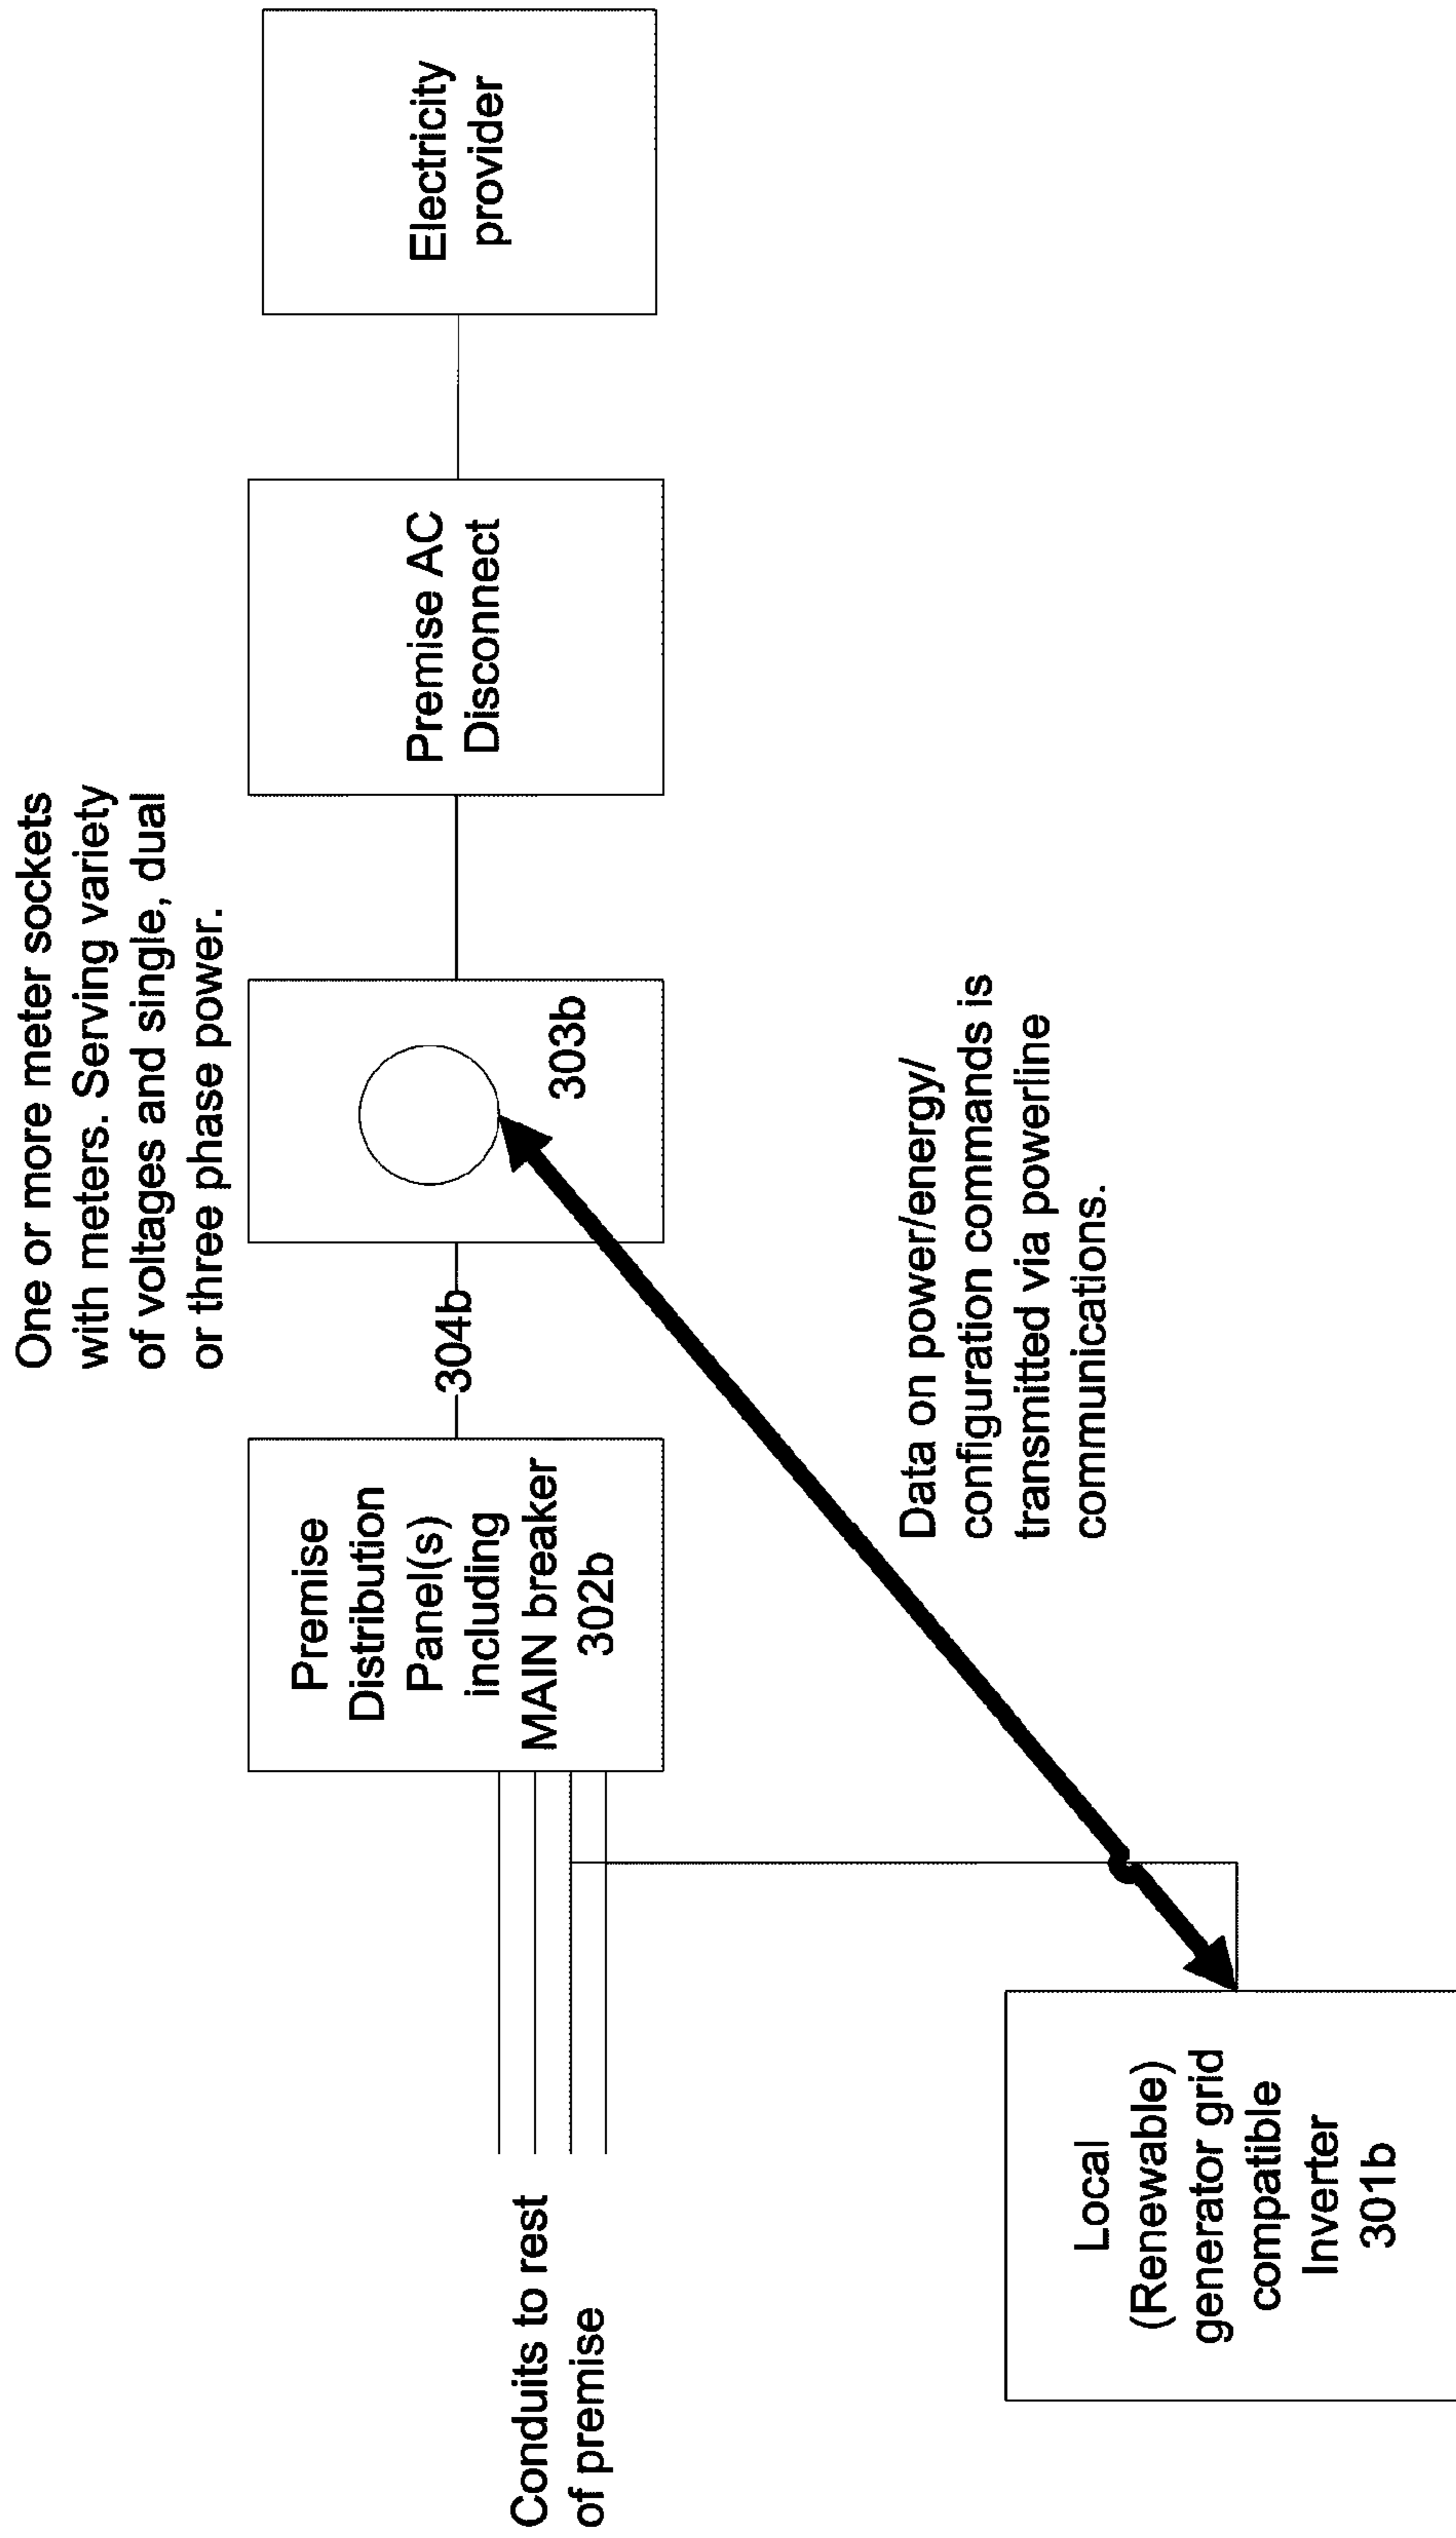 One or more meter sockets
with meters. Serving variety
of voltages and single, dual
or three phase power.
Conduits to rest
of premise
Premise
Distribution
Panel(s)
including
MAIN breaker
302b
304b
303b
Premise AC
Disconnect
Electricity
provider
Data on power/energy/
configuration commands is
transmitted via powerline
communications.
Local
(Renewable)
generator grid
compatible
Inverter
301b